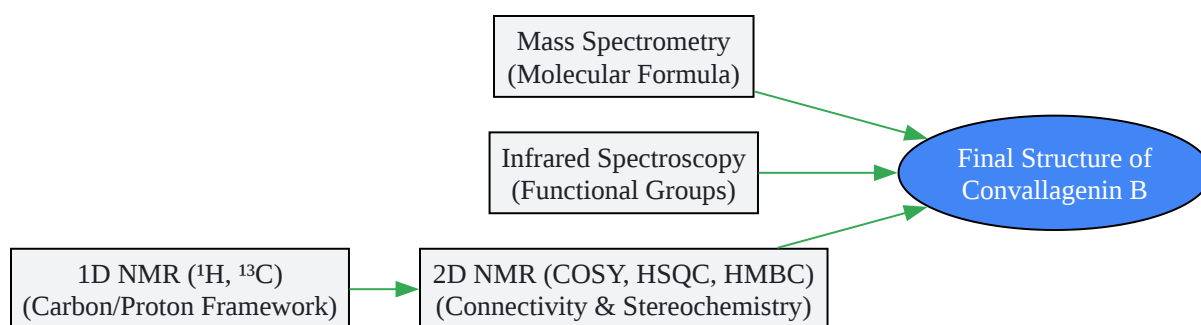 Mass Spectrometry
(Molecular Formula)
Infrared Spectroscopy
(Functional Groups)
Final Structure of
Convallagenin B
1D NMR (¹H, ¹³C)
(Carbon/Proton Framework)
2D NMR (COSY, HSQC, HMBC)
(Connectivity & Stereochemistry)